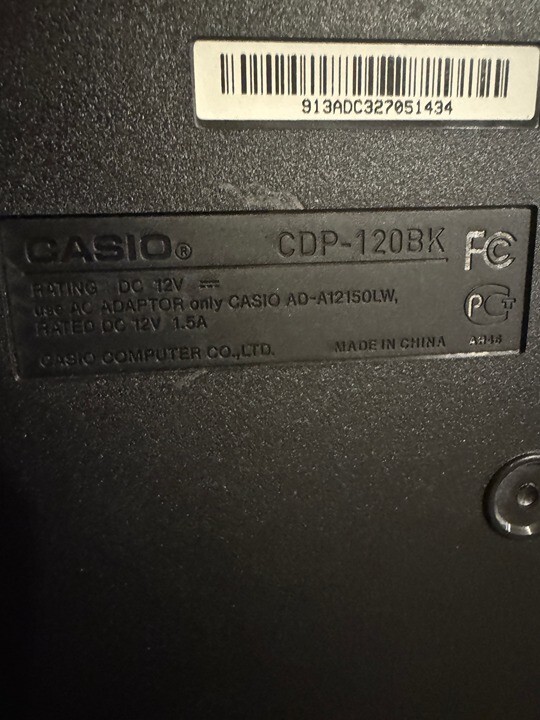 913ADC327051434
CASIO® CDP-120BK FC
RATING DC 12V ⎓
use AC ADAPTOR only CASIO AD-A12150LW,
RATED DC 12V 1.5A
CASIO COMPUTER CO.,LTD. MADE IN CHINA